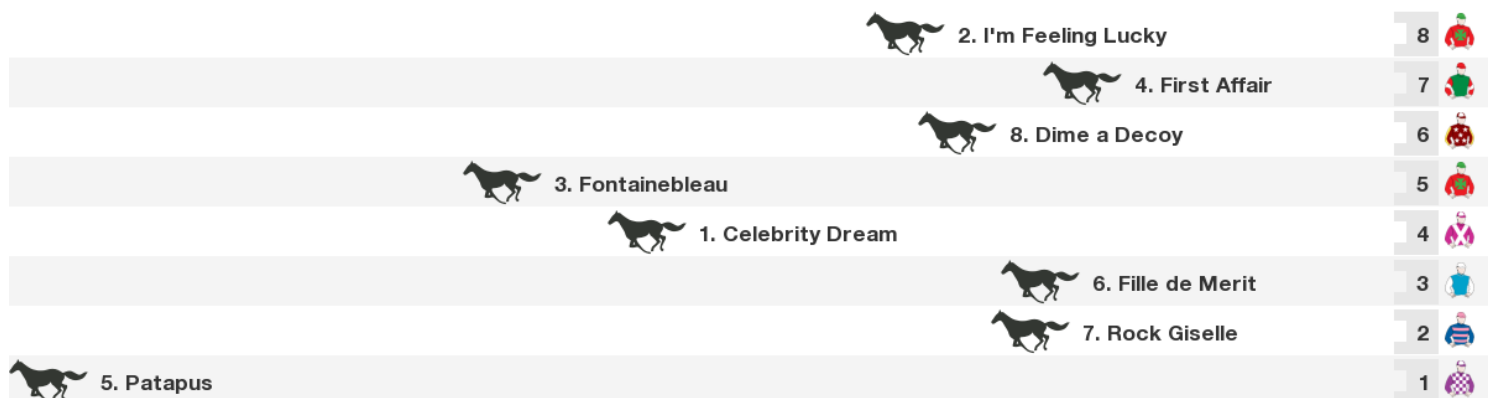 2. I'm Feeling Lucky 8
4. First Affair 7
8. Dime a Decoy 6
3. Fontainebleau 5
1. Celebrity Dream 4
6. Fille de Merit 3
7. Rock Giselle 2
5. Patapus 1